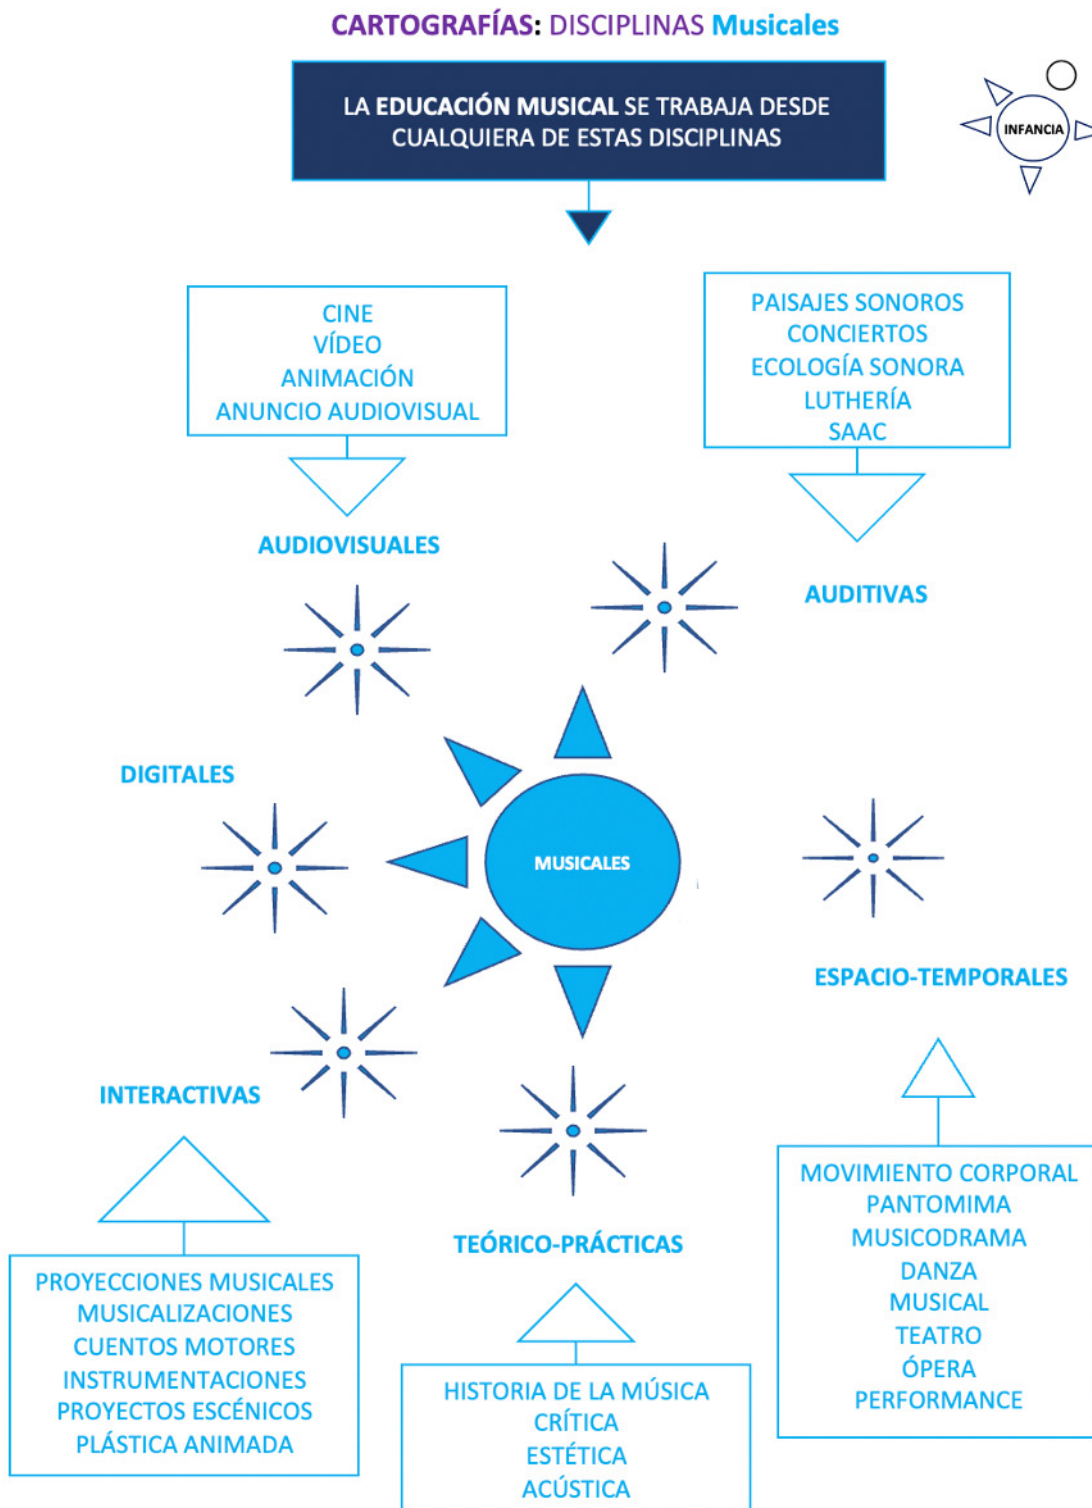 CARTOGRAFÍAS: DISCIPLINAS Musicales
LA EDUCACIÓN MUSICAL SE TRABAJA DESDE
CUALQUIERA DE ESTAS DISCIPLINAS
INFANCIA
CINE
VÍDEO
ANIMACIÓN
ANUNCIO AUDIOVISUAL
AUDIOVISUALES
PAISAJES SONOROS
CONCIERTOS
ECOLOGÍA SONORA
LUTHERÍA
SAAC
AUDITIVAS
DIGITALES
MUSICALES
ESPACIO-TEMPORALES
MOVIMIENTO CORPORAL
PANTOMIMA
MUSICODRAMA
DANZA
MUSICAL
TEATRO
ÓPERA
PERFORMANCE
INTERACTIVAS
PROYECCIONES MUSICALES
MUSICALIZACIONES
CUENTOS MOTORES
INSTRUMENTACIONES
PROYECTOS ESCÉNICOS
PLÁSTICA ANIMADA
TEÓRICO-PRÁCTICAS
HISTORIA DE LA MÚSICA
CRÍTICA
ESTÉTICA
ACÚSTICA